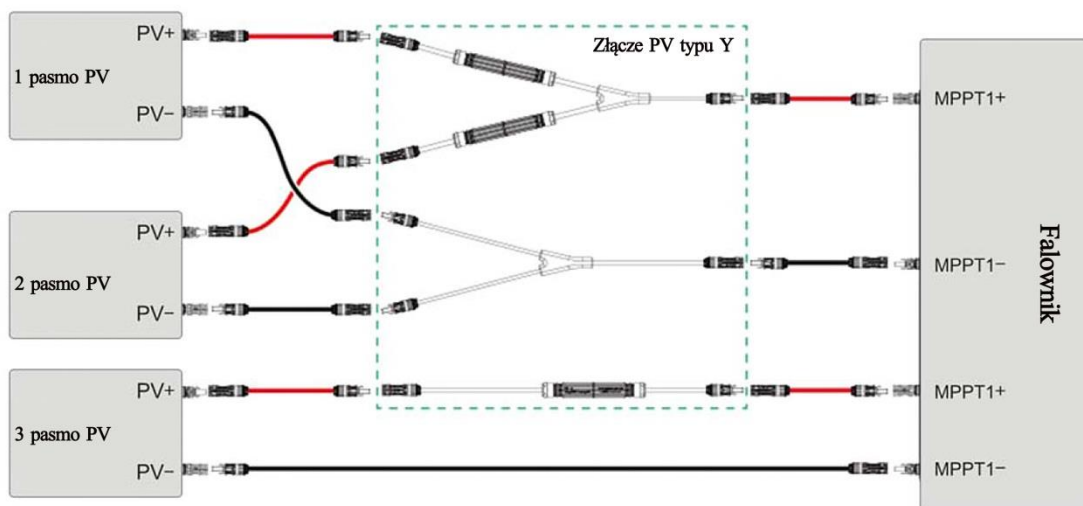 PV+
1 pasmo PV
PV−
Złącze PV typu Y
MPPT1+
PV+
2 pasmo PV
PV−
MPPT1−
Falownik
PV+
3 pasmo PV
PV−
MPPT1+
MPPT1−